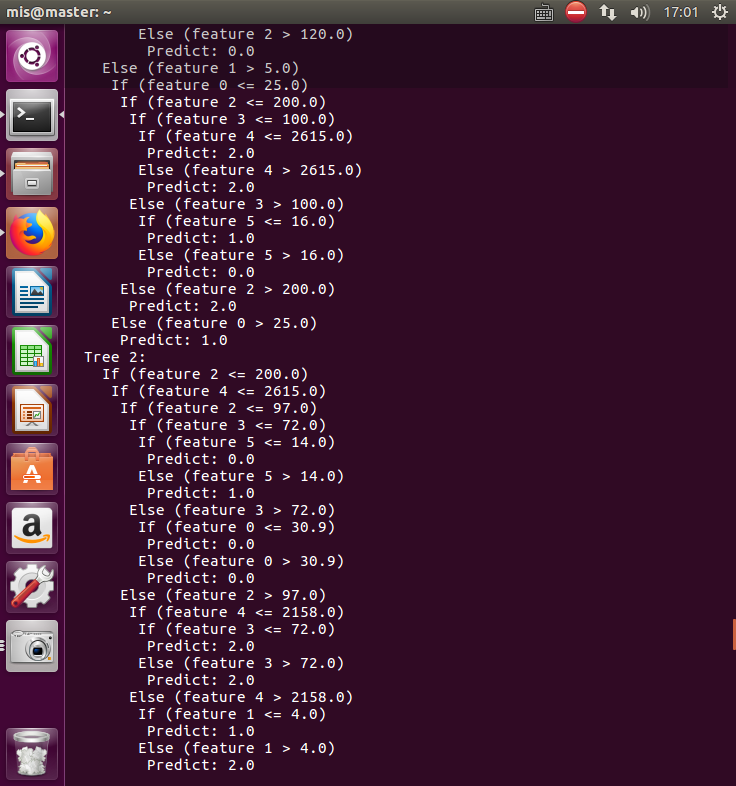 mis@master: ~
17:01
Else (feature 2 > 120.0)
Predict: 0.0
Else (feature 1 > 5.0)
If (feature 0 <= 25.0)
If (feature 2 <= 200.0)
If (feature 3 <= 100.0)
If (feature 4 <= 2615.0)
Predict: 2.0
Else (feature 4 > 2615.0)
Predict: 2.0
Else (feature 3 > 100.0)
If (feature 5 <= 16.0)
Predict: 1.0
Else (feature 5 > 16.0)
Predict: 0.0
Else (feature 2 > 200.0)
Predict: 2.0
Else (feature 0 > 25.0)
Predict: 1.0
Tree 2:
If (feature 2 <= 200.0)
If (feature 4 <= 2615.0)
If (feature 2 <= 97.0)
If (feature 3 <= 72.0)
If (feature 5 <= 14.0)
Predict: 0.0
Else (feature 5 > 14.0)
Predict: 1.0
Else (feature 3 > 72.0)
If (feature 0 <= 30.9)
Predict: 0.0
Else (feature 0 > 30.9)
Predict: 0.0
Else (feature 2 > 97.0)
If (feature 4 <= 2158.0)
If (feature 3 <= 72.0)
Predict: 2.0
Else (feature 3 > 72.0)
Predict: 2.0
Else (feature 4 > 2158.0)
If (feature 1 <= 4.0)
Predict: 1.0
Else (feature 1 > 4.0)
Predict: 2.0